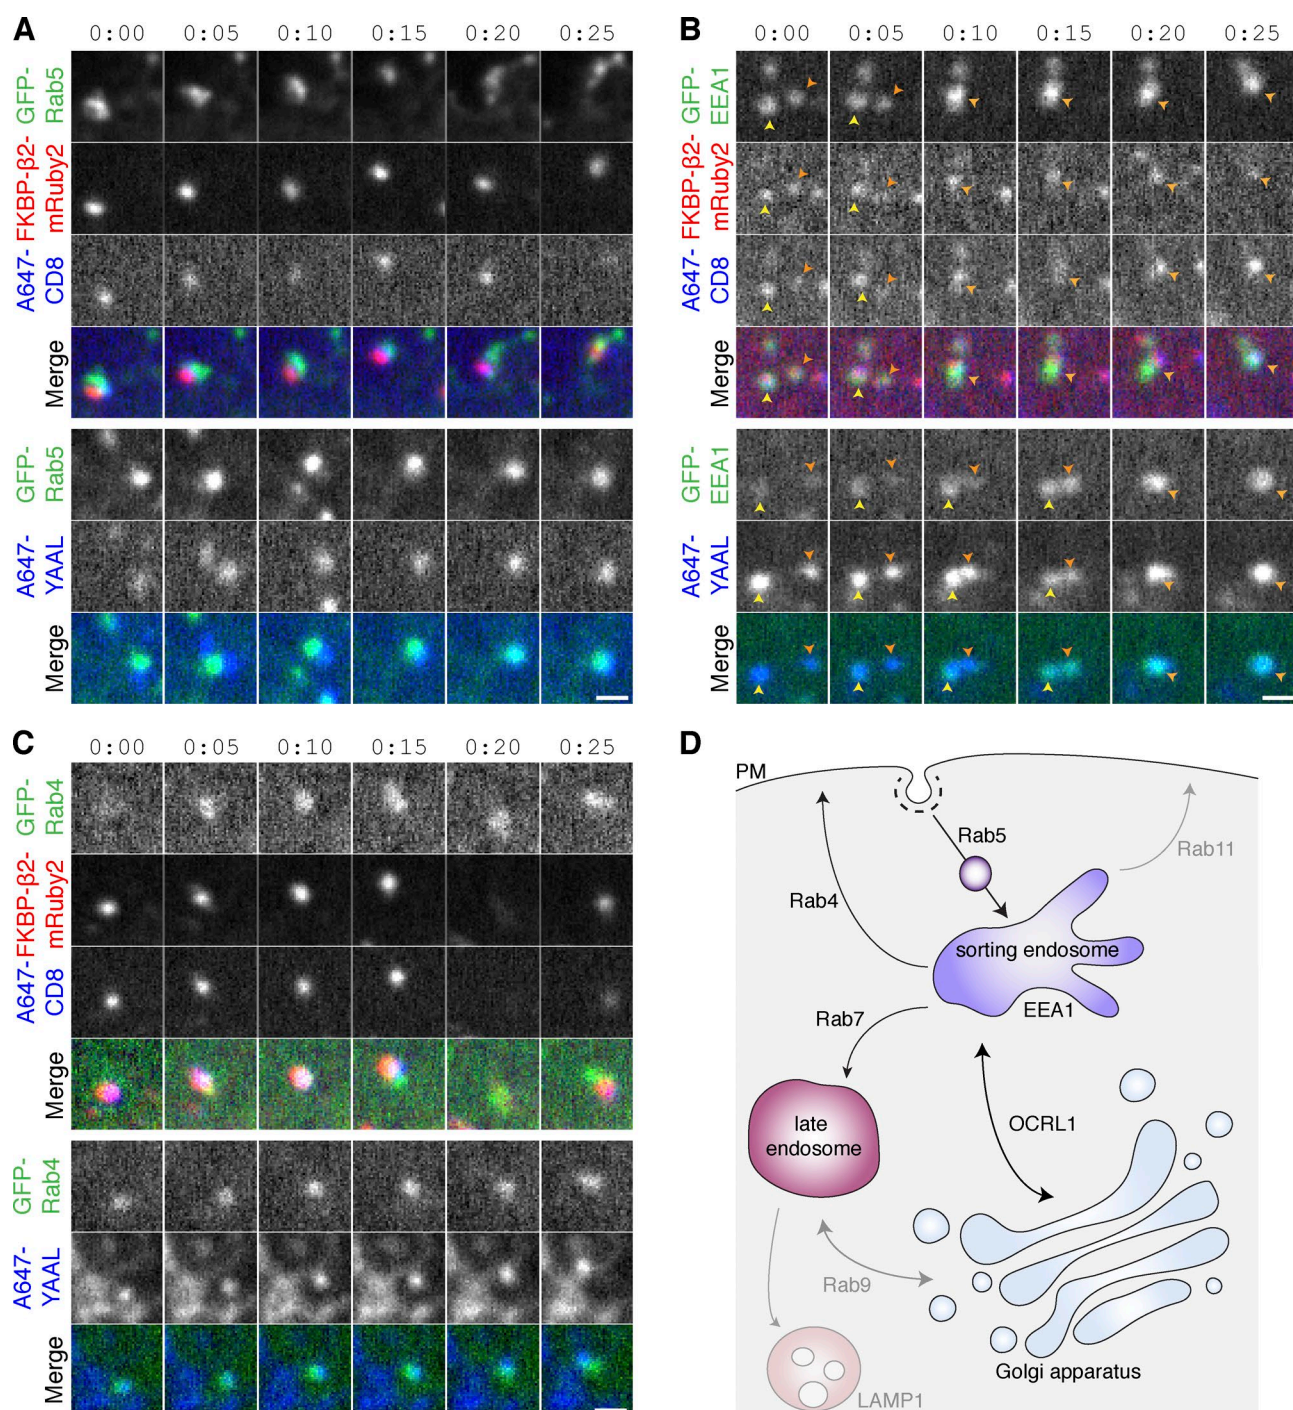 A
0:00 0:05 0:10 0:15 0:20 0:25
GFP-
Rab5
FKBP-β2-
mRuby2
A647-
CD8
Merge
GFP-
Rab5
A647-
YAAL
Merge
B
0:00 0:05 0:10 0:15 0:20 0:25
GFP-
EEA1
FKBP-β2-
mRuby2
A647-
CD8
Merge
GFP-
EEA1
A647-
YAAL
Merge
C
0:00 0:05 0:10 0:15 0:20 0:25
GFP-
Rab4
FKBP-β2-
mRuby2
A647-
CD8
Merge
GFP-
Rab4
A647-
YAAL
Merge
D
PM
Rab5
Rab11
Rab4
sorting endosome
EEA1
Rab7
late
endosome
OCRL1
Rab9
Golgi apparatus
LAMP1